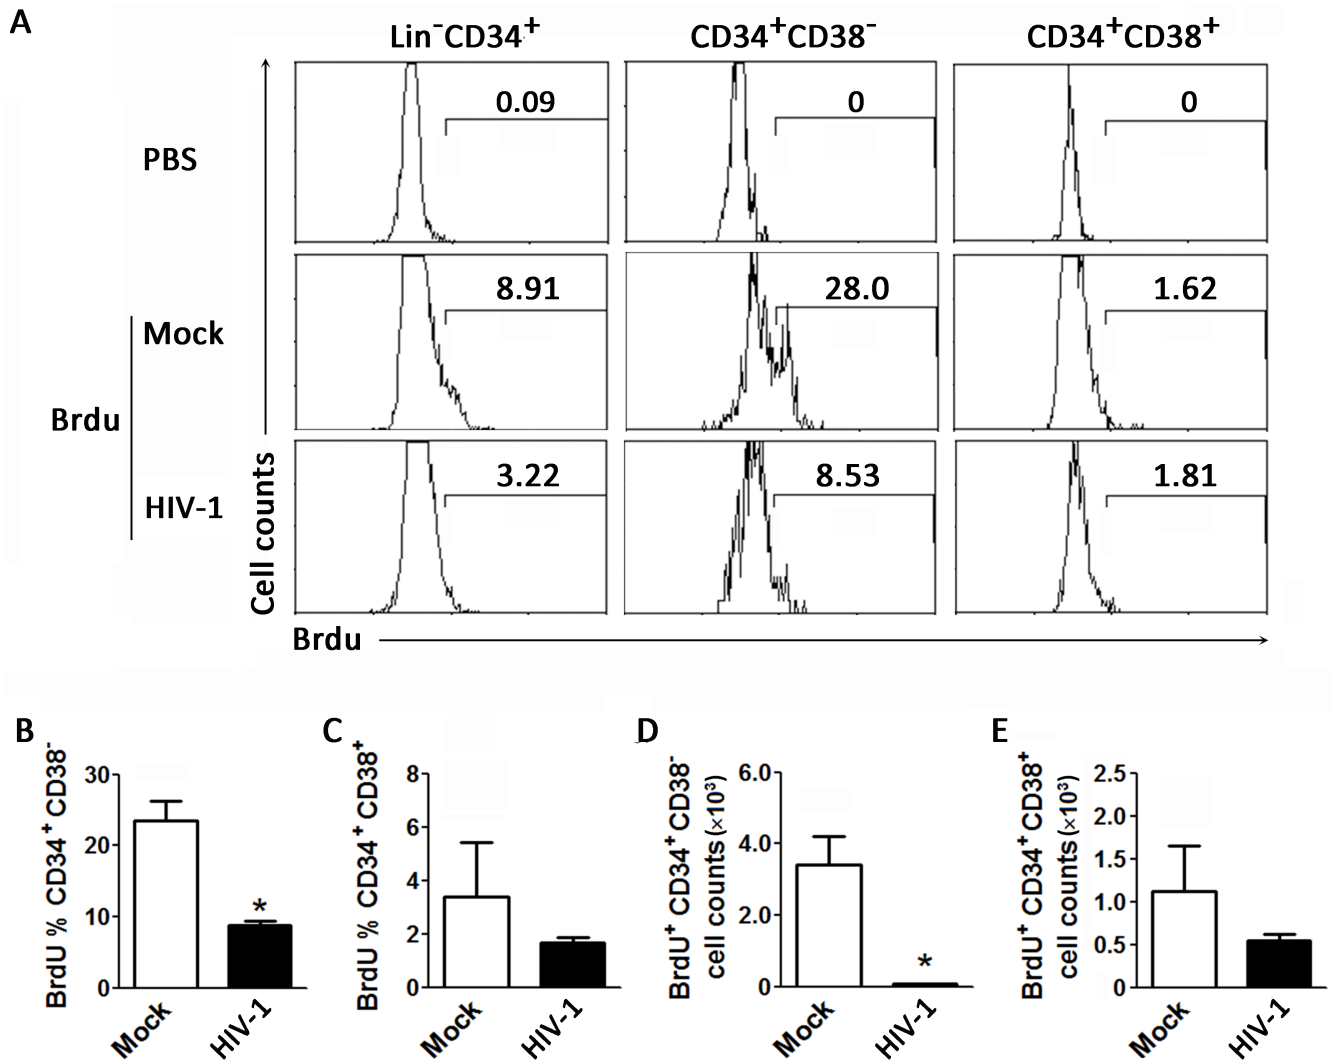 A
Lin⁻CD34⁺ CD34⁺CD38⁻ CD34⁺CD38⁺
PBS
0.09 0 0
Mock
8.91 28.0 1.62
Brdu
HIV-1
3.22 8.53 1.81
Cell counts
Brdu
B
BrdU % CD34⁺ CD38⁻
30
20
10
0
*
Mock HIV-1
C
BrdU % CD34⁺ CD38⁺
8
6
4
2
0
Mock HIV-1
D
BrdU⁺ CD34⁺ CD38⁻
cell counts (×10³)
6.0
4.0
2.0
0
*
Mock HIV-1
E
BrdU⁺ CD34⁺ CD38⁺
cell counts (×10³)
2.5
2.0
1.5
1.0
0.5
0
Mock HIV-1